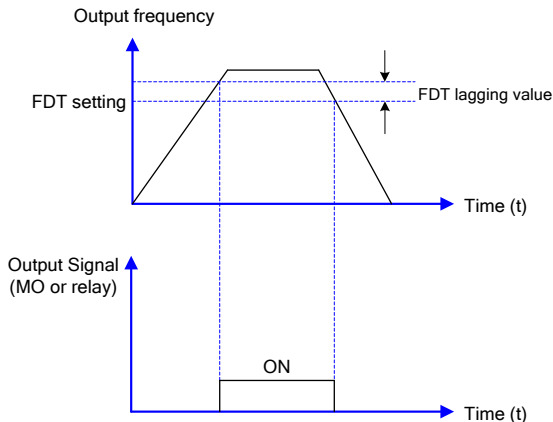 Output frequency
FDT setting
FDT lagging value
Time (t)
Output Signal
(MO or relay)
ON
Time (t)